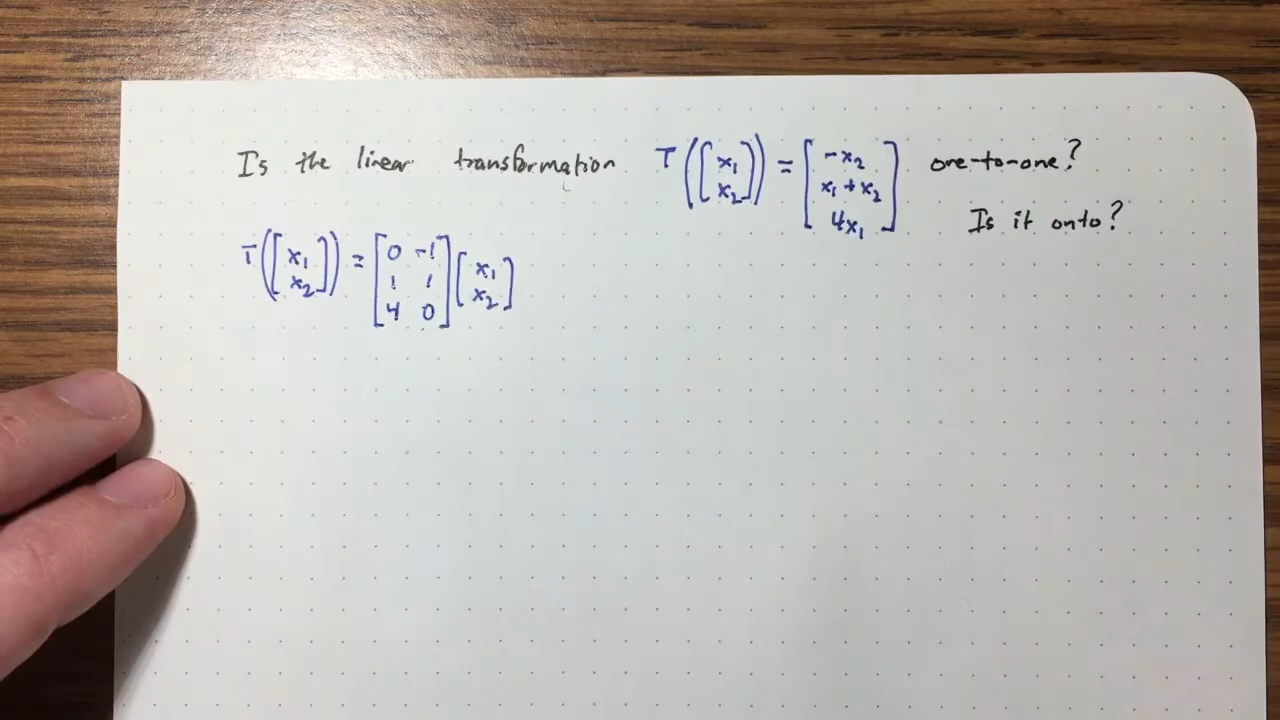 Is the linear transformation T([x₁ x₂]) = [-x₂ x₁ + x₂ 4x₁] one-to-one?
Is it onto?
T([x₁ x₂]) = [0 -1 1 1 4 0] [x₁ x₂]